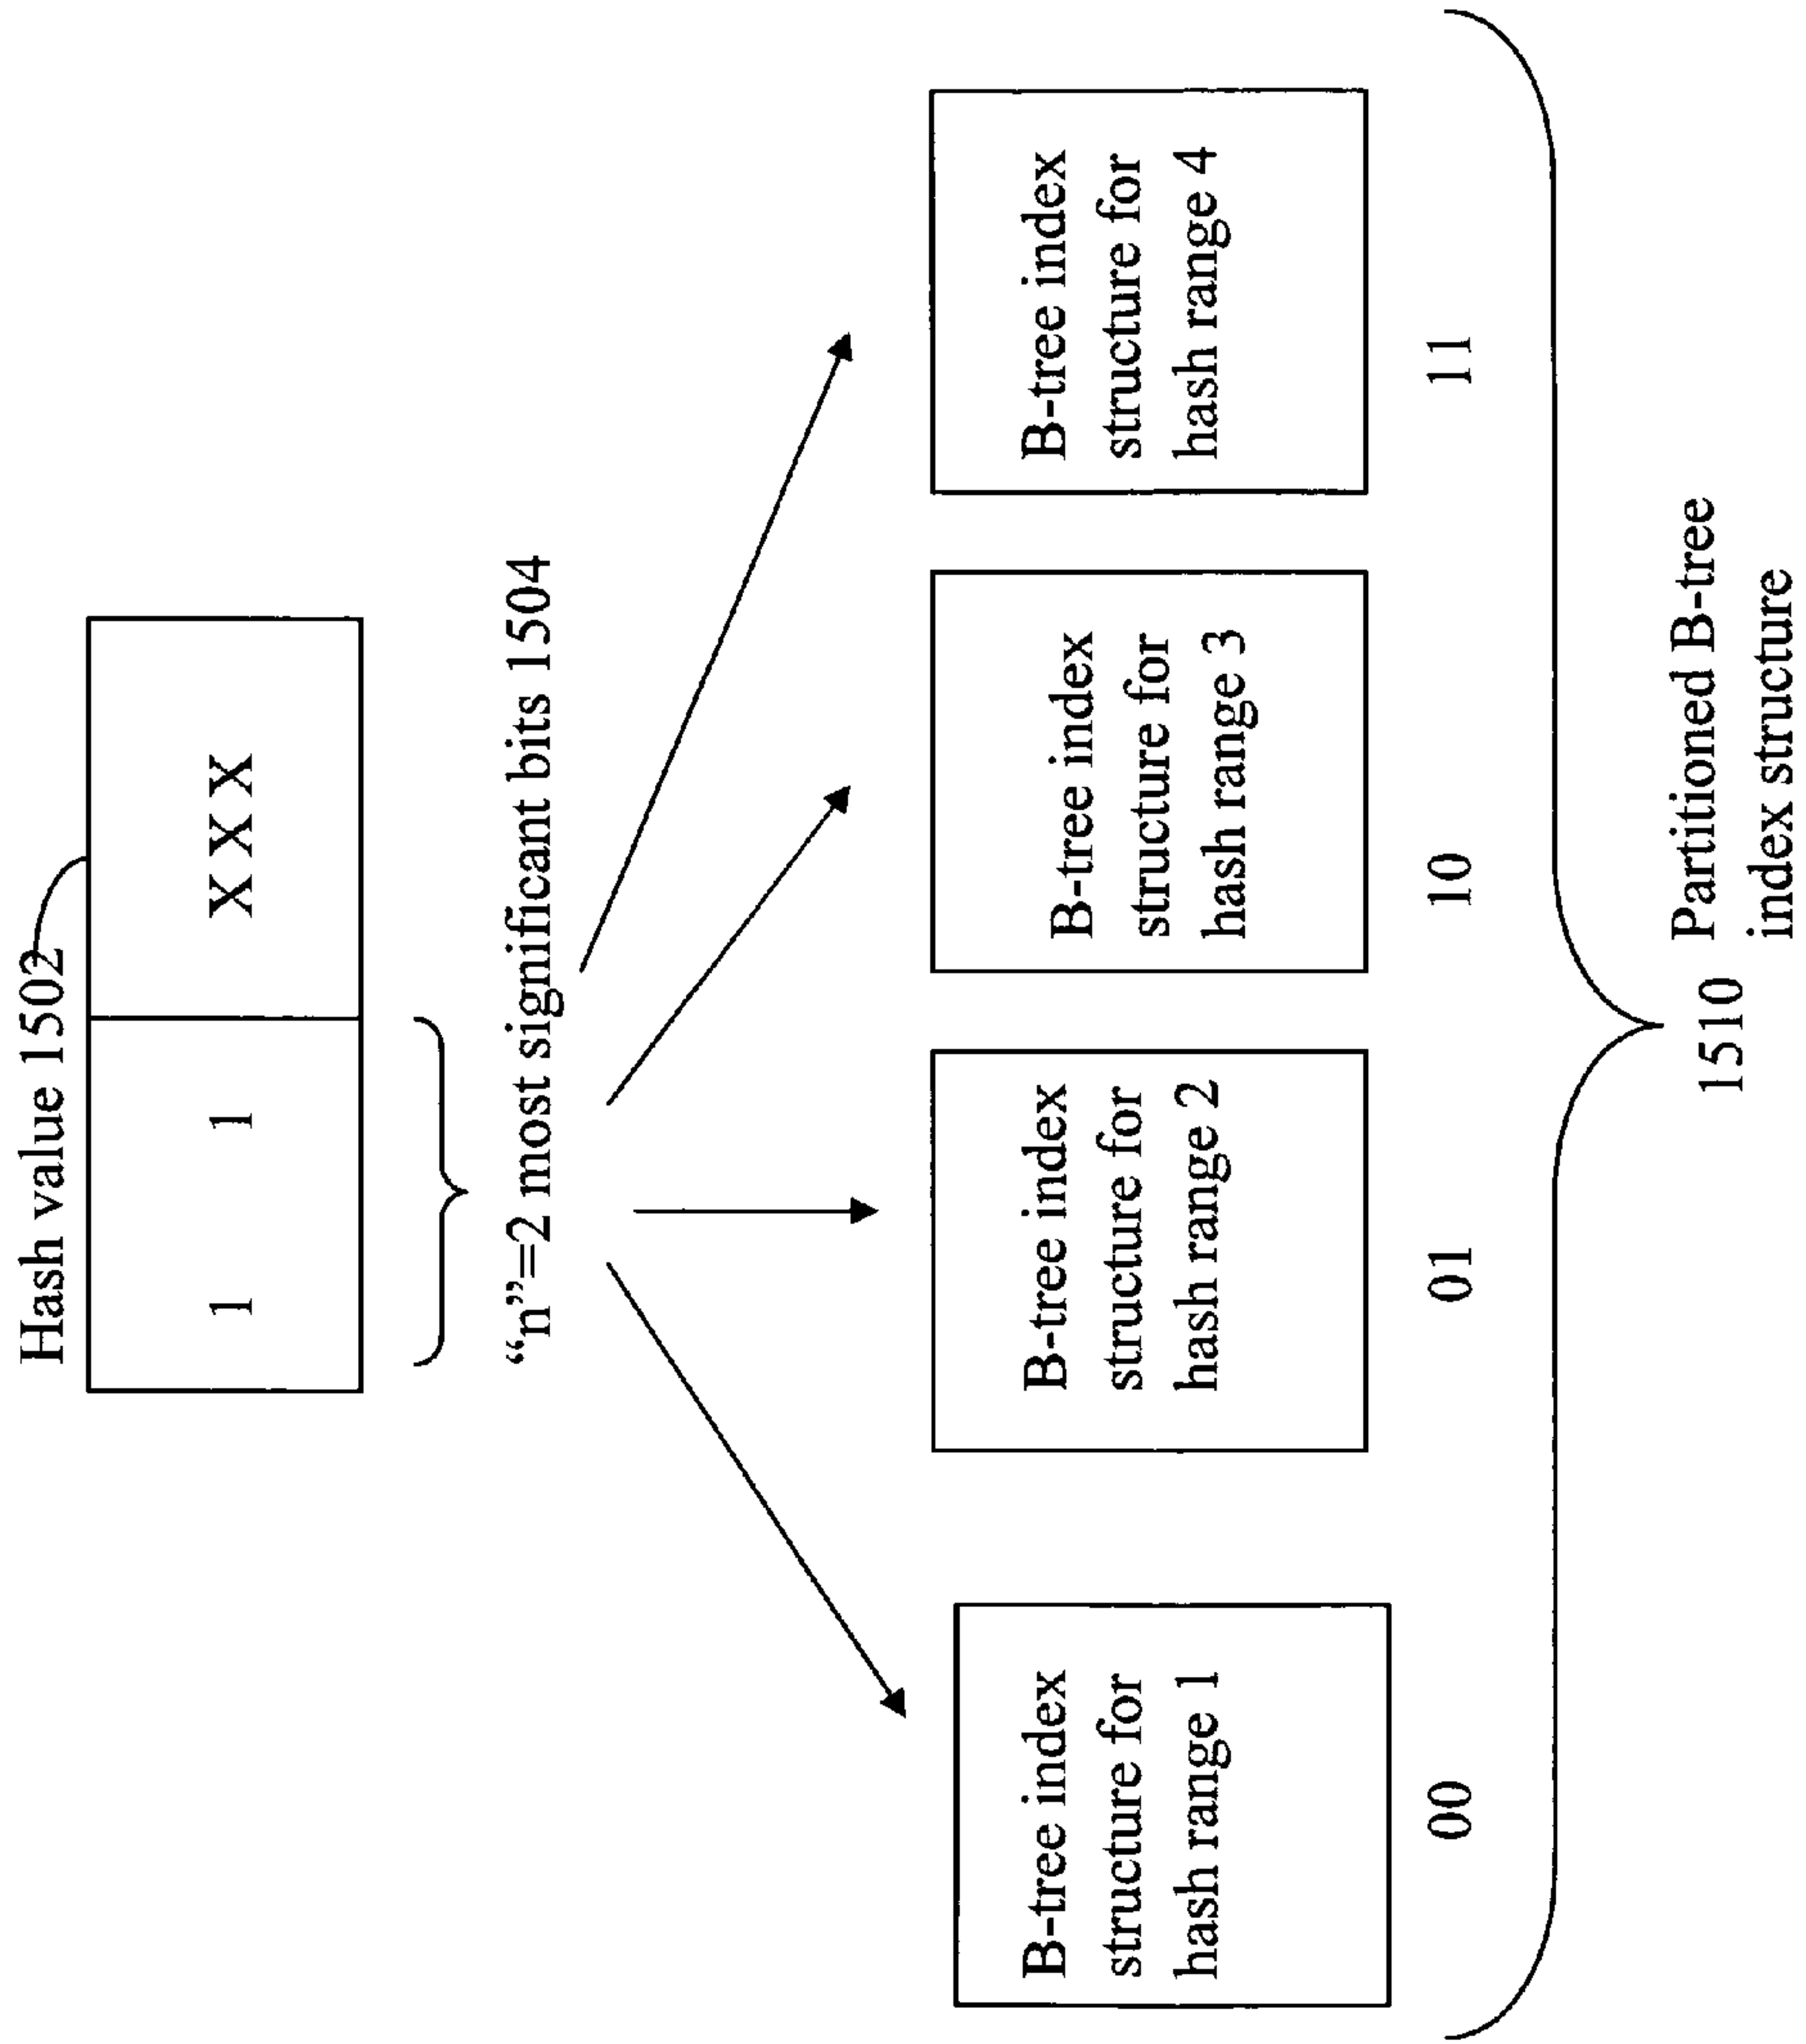 Hash value 1502
1 1 XXX
“n”=2 most significant bits 1504
B-tree index
structure for
hash range 1
B-tree index
structure for
hash range 2
B-tree index
structure for
hash range 3
B-tree index
structure for
hash range 4
00 01 10 11
1510 Partitioned B-tree
index structure